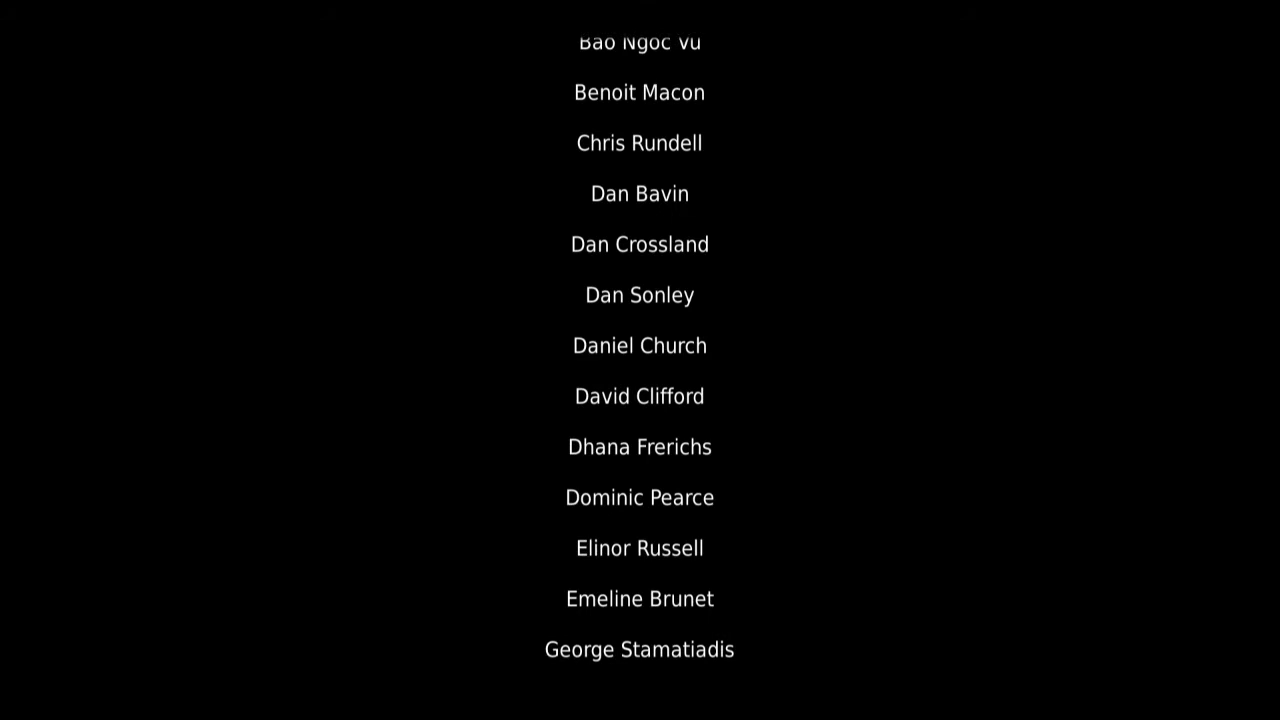 Bao Ngoc Vu
Benoit Macon
Chris Rundell
Dan Bavin
Dan Crossland
Dan Sonley
Daniel Church
David Clifford
Dhana Frerichs
Dominic Pearce
Elinor Russell
Emeline Brunet
George Stamatiadis